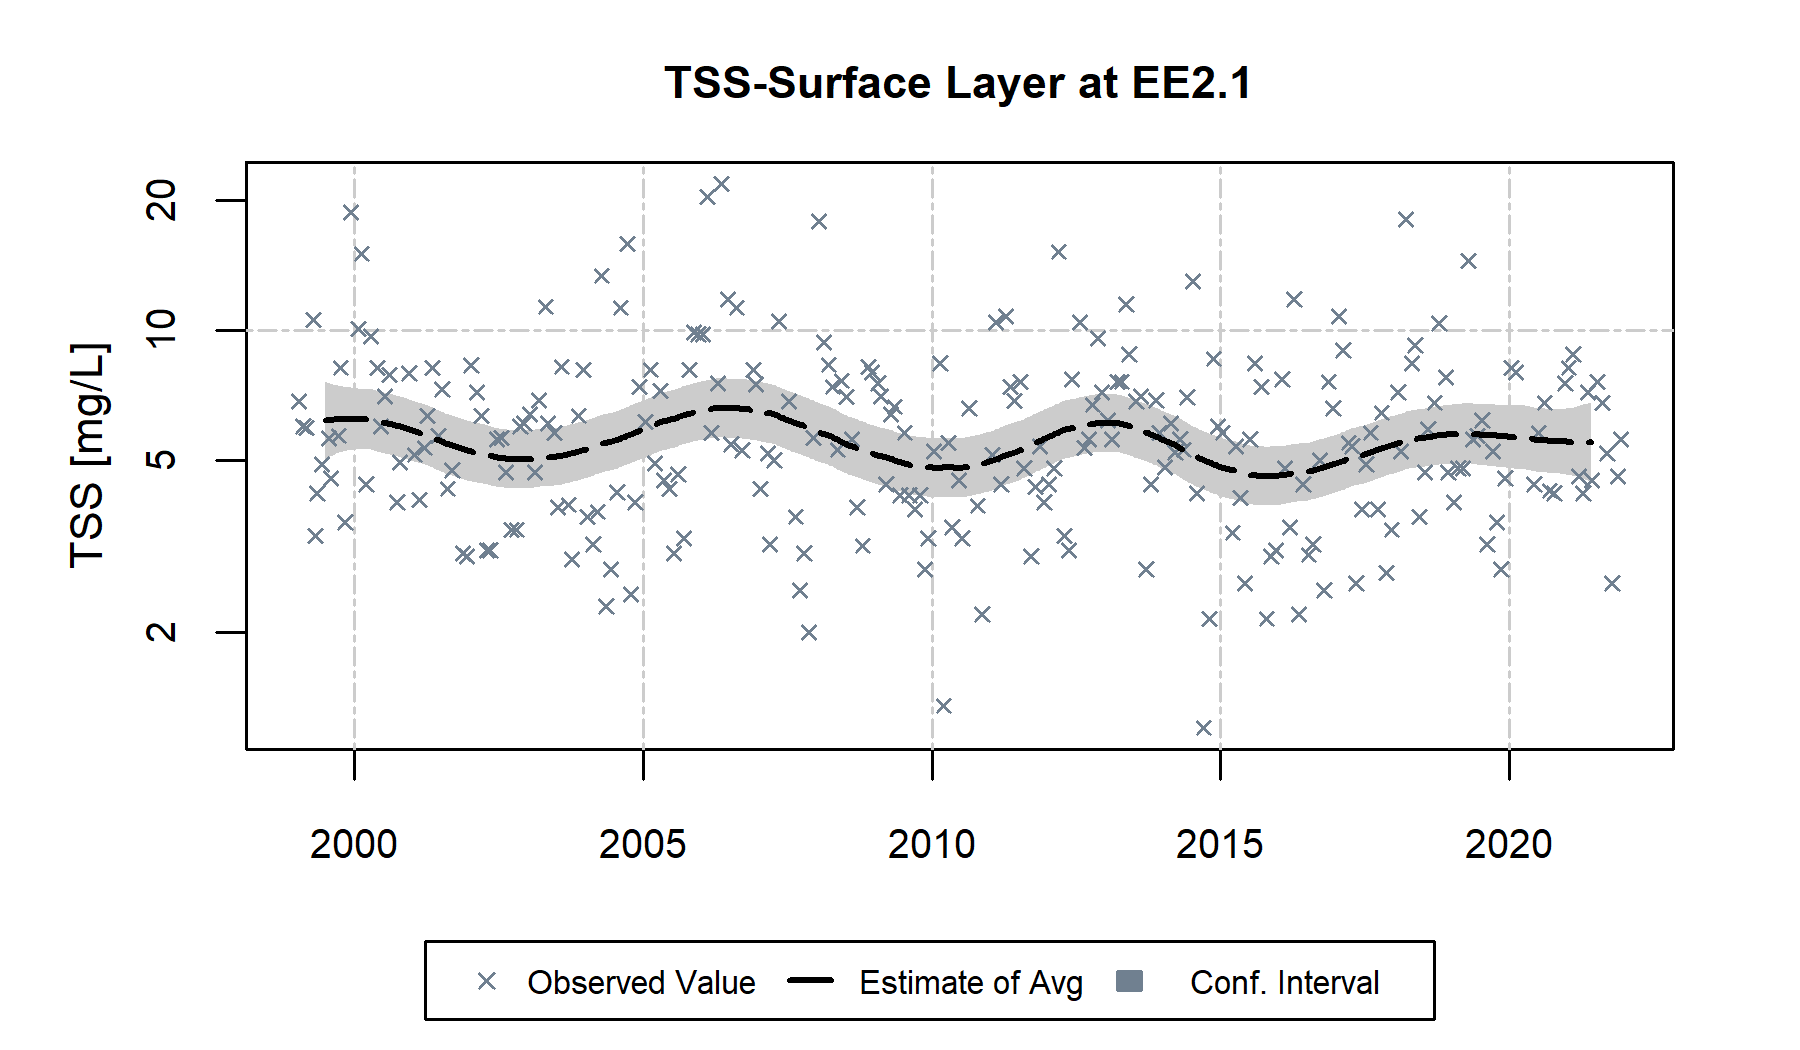 TSS-Surface Layer at EE2.1
TSS [mg/L]
20
10
5
2
2000 2005 2010 2015 2020
Observed Value Estimate of Avg Conf. Interval